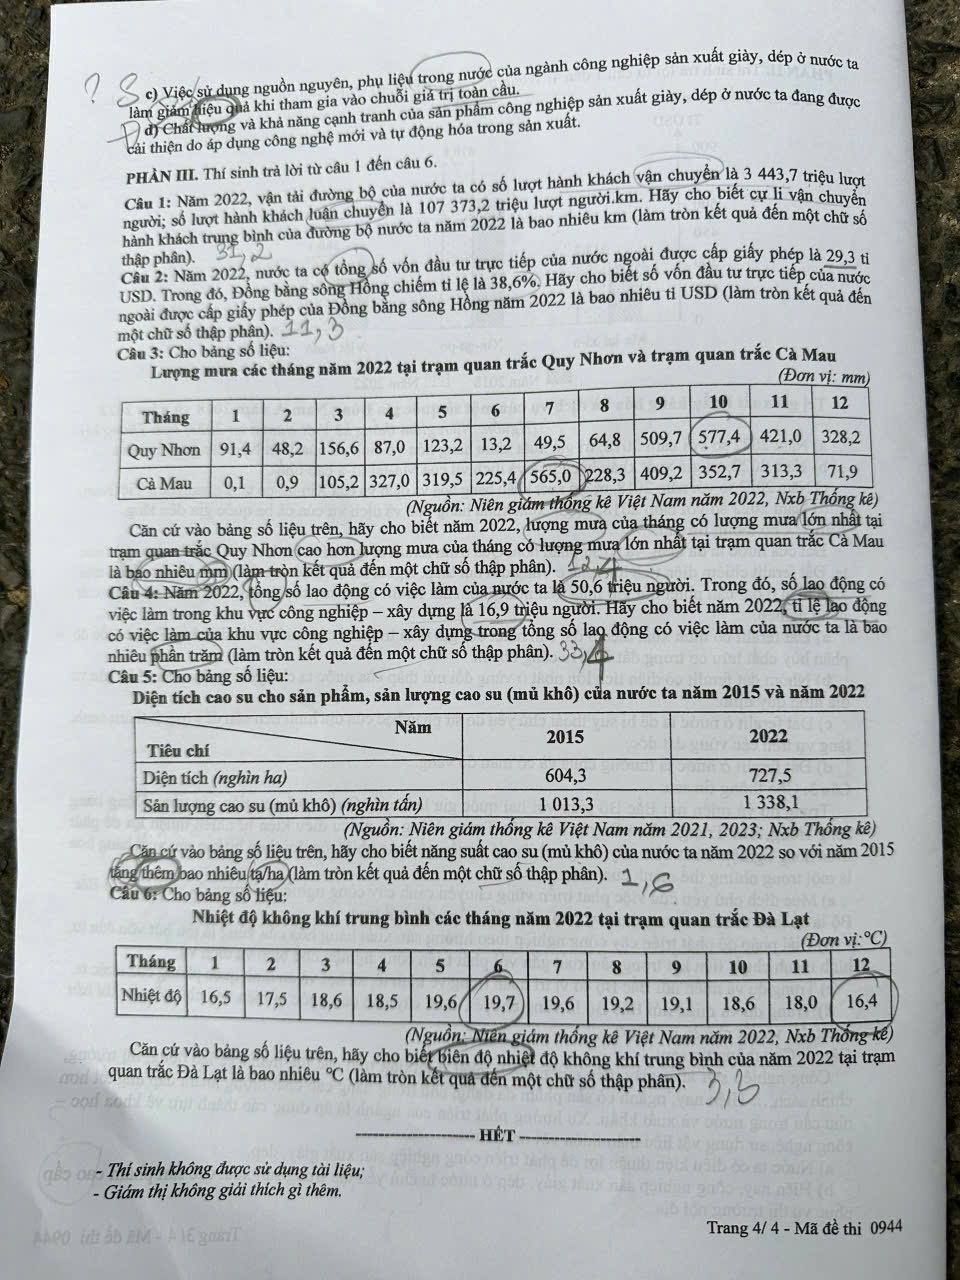 ? S c) Việc sử dụng nguồn nguyên, phụ liệu trong nước của ngành công nghiệp sản xuất giày, dép ở nước ta
làm giảm hiệu quả khi tham gia vào chuỗi giá trị toàn cầu.
Đ d) Chất lượng và khả năng cạnh tranh của sản phẩm công nghiệp sản xuất giày, dép ở nước ta đang được
cải thiện do áp dụng công nghệ mới và tự động hóa trong sản xuất.
PHẦN III. Thí sinh trả lời từ câu 1 đến câu 6.
Câu 1: Năm 2022, vận tải đường bộ của nước ta có số lượt hành khách vận chuyển là 3 443,7 triệu lượt
người; số lượt hành khách luân chuyển là 107 373,2 triệu lượt người.km. Hãy cho biết cự li vận chuyển
hành khách trung bình của đường bộ nước ta năm 2022 là bao nhiêu km (làm tròn kết quả đến một chữ số
thập phân). 31,2
Câu 2: Năm 2022, nước ta có tổng số vốn đầu tư trực tiếp của nước ngoài được cấp giấy phép là 29,3 tỉ
USD. Trong đó, Đồng bằng sông Hồng chiếm tỉ lệ là 38,6%. Hãy cho biết số vốn đầu tư trực tiếp của nước
ngoài được cấp giấy phép của Đồng bằng sông Hồng năm 2022 là bao nhiêu tỉ USD (làm tròn kết quả đến
một chữ số thập phân). 11,3
Câu 3: Cho bảng số liệu:
Lượng mưa các tháng năm 2022 tại trạm quan trắc Quy Nhơn và trạm quan trắc Cà Mau
(Đơn vị: mm)
Tháng 1 2 3 4 5 6 7 8 9 10 11 12
Quy Nhơn 91,4 48,2 156,6 87,0 123,2 13,2 49,5 64,8 509,7 577,4 421,0 328,2
Cà Mau 0,1 0,9 105,2 327,0 319,5 225,4 565,0 228,3 409,2 352,7 313,3 71,9
(Nguồn: Niên giám thống kê Việt Nam năm 2022, Nxb Thống kê)
Căn cứ vào bảng số liệu trên, hãy cho biết năm 2022, lượng mưa của tháng có lượng mưa lớn nhất tại
trạm quan trắc Quy Nhơn cao hơn lượng mưa của tháng có lượng mưa lớn nhất tại trạm quan trắc Cà Mau
là bao nhiêu mm (làm tròn kết quả đến một chữ số thập phân). 12,4
Câu 4: Năm 2022, tổng số lao động có việc làm của nước ta là 50,6 triệu người. Trong đó, số lao động có
việc làm trong khu vực công nghiệp – xây dựng là 16,9 triệu người. Hãy cho biết năm 2022, tỉ lệ lao động
có việc làm của khu vực công nghiệp – xây dựng trong tổng số lao động có việc làm của nước ta là bao
nhiêu phần trăm (làm tròn kết quả đến một chữ số thập phân). 33,4
Câu 5: Cho bảng số liệu:
Diện tích cao su cho sản phẩm, sản lượng cao su (mủ khô) của nước ta năm 2015 và năm 2022
Năm
Tiêu chí 2015 2022
Diện tích (nghìn ha) 604,3 727,5
Sản lượng cao su (mủ khô) (nghìn tấn) 1 013,3 1 338,1
(Nguồn: Niên giám thống kê Việt Nam năm 2021, 2023; Nxb Thống kê)
Căn cứ vào bảng số liệu trên, hãy cho biết năng suất cao su (mủ khô) của nước ta năm 2022 so với năm 2015
tăng thêm bao nhiêu tạ/ha (làm tròn kết quả đến một chữ số thập phân). 1,6
Câu 6: Cho bảng số liệu:
Nhiệt độ không khí trung bình các tháng năm 2022 tại trạm quan trắc Đà Lạt
(Đơn vị:°C)
Tháng 1 2 3 4 5 6 7 8 9 10 11 12
Nhiệt độ 16,5 17,5 18,6 18,5 19,6 19,7 19,6 19,2 19,1 18,6 18,0 16,4
(Nguồn: Niên giám thống kê Việt Nam năm 2022, Nxb Thống kê)
Căn cứ vào bảng số liệu trên, hãy cho biết biên độ nhiệt độ không khí trung bình của năm 2022 tại trạm
quan trắc Đà Lạt là bao nhiêu °C (làm tròn kết quả đến một chữ số thập phân). 3,3
HẾT
- Thí sinh không được sử dụng tài liệu;
- Giám thị không giải thích gì thêm.
Trang 4/ 4 - Mã đề thi 0944